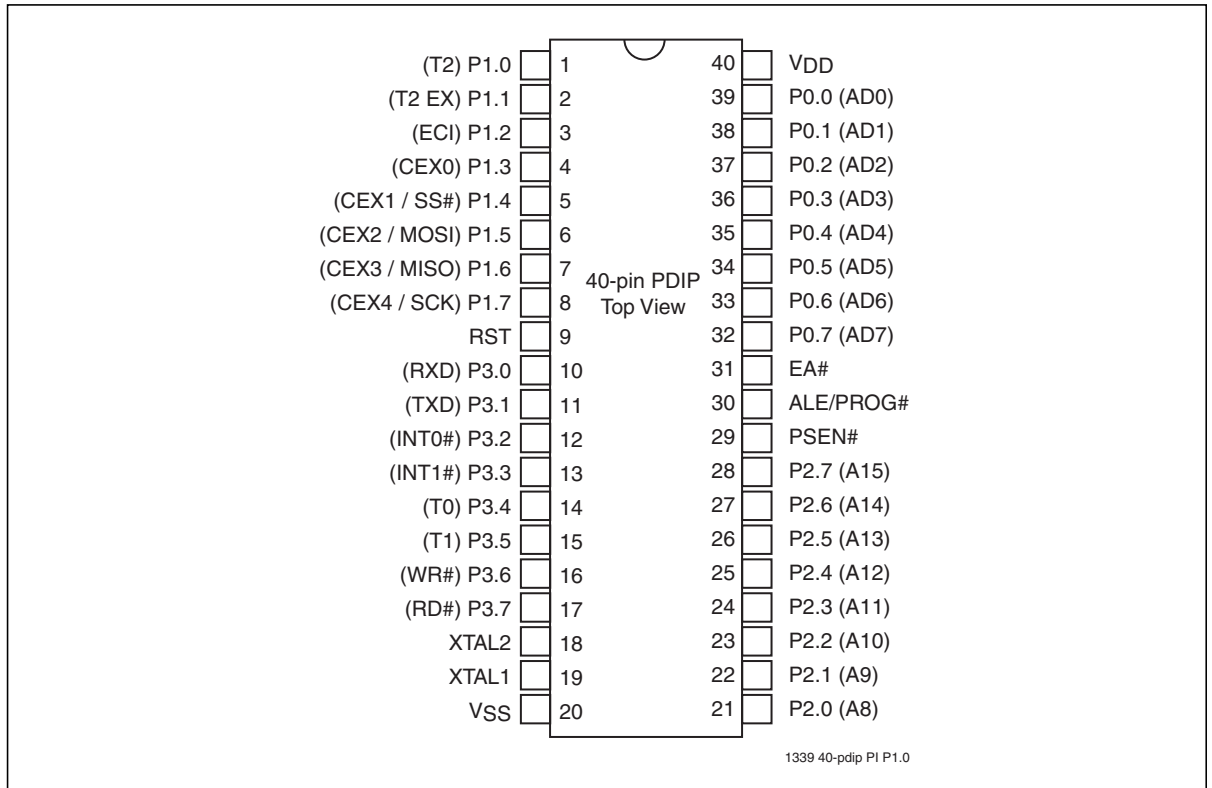 (T2) P1.0 1 40 VDD
(T2 EX) P1.1 2 39 P0.0 (AD0)
(ECI) P1.2 3 38 P0.1 (AD1)
(CEX0) P1.3 4 37 P0.2 (AD2)
(CEX1 / SS#) P1.4 5 36 P0.3 (AD3)
(CEX2 / MOSI) P1.5 6 35 P0.4 (AD4)
(CEX3 / MISO) P1.6 7 34 P0.5 (AD5)
40-pin PDIP
Top View
(CEX4 / SCK) P1.7 8 33 P0.6 (AD6)
RST 9 32 P0.7 (AD7)
(RXD) P3.0 10 31 EA#
(TXD) P3.1 11 30 ALE/PROG#
(INT0#) P3.2 12 29 PSEN#
(INT1#) P3.3 13 28 P2.7 (A15)
(T0) P3.4 14 27 P2.6 (A14)
(T1) P3.5 15 26 P2.5 (A13)
(WR#) P3.6 16 25 P2.4 (A12)
(RD#) P3.7 17 24 P2.3 (A11)
XTAL2 18 23 P2.2 (A10)
XTAL1 19 22 P2.1 (A9)
VSS 20 21 P2.0 (A8)
1339 40-pdip PI P1.0